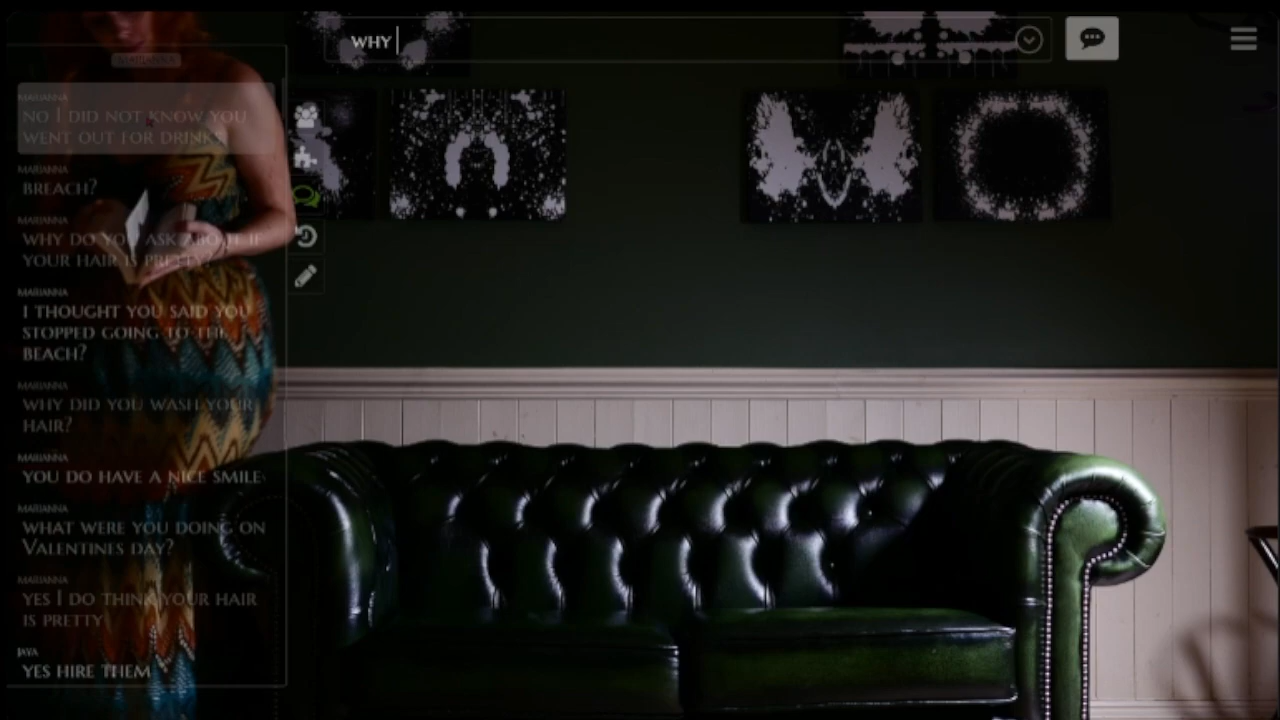 WHY
MARIANNA
MARIANNA
NO I DID NOT KNOW YOU
WENT OUT FOR DRINKS
MARIANNA
BREACH?
MARIANNA
WHY DO YOU ASK ABOUT IF
YOUR HAIR IS PRETTY?
MARIANNA
I THOUGHT YOU SAID YOU
STOPPED GOING TO THE
BEACH?
MARIANNA
WHY DID YOU WASH YOUR
HAIR?
MARIANNA
YOU DO HAVE A NICE SMILE
MARIANNA
WHAT WERE YOU DOING ON
VALENTINES DAY?
MARIANNA
YES I DO THINK YOUR HAIR
IS PRETTY
JAYA
YES HIRE THEM